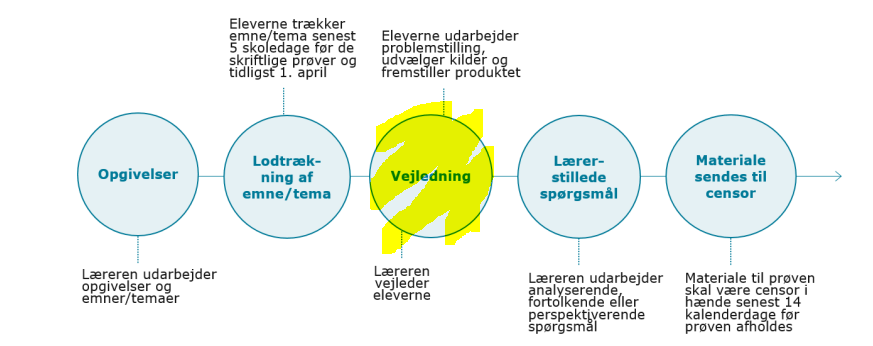 Eleverne trækker
emne/tema senest
5 skoledage før de
skriftlige prøver og
tidligst 1. april
Eleverne udarbejder
problemstilling,
udvælger kilder og
fremstiller produktet
Opgivelser
Lodtræk-
ning af
emne/tema
Vejledning
Lærer-
stillede
spørgsmål
Materiale
sendes til
censor
Læreren udarbejder
opgivelser og
emner/temaer
Læreren
vejleder
eleverne
Læreren udarbejder
analyserende,
fortolkende eller
perspektiverende
spørgsmål
Materiale til prøven
skal være censor i
hænde senest 14
kalenderdage før
prøven afholdes